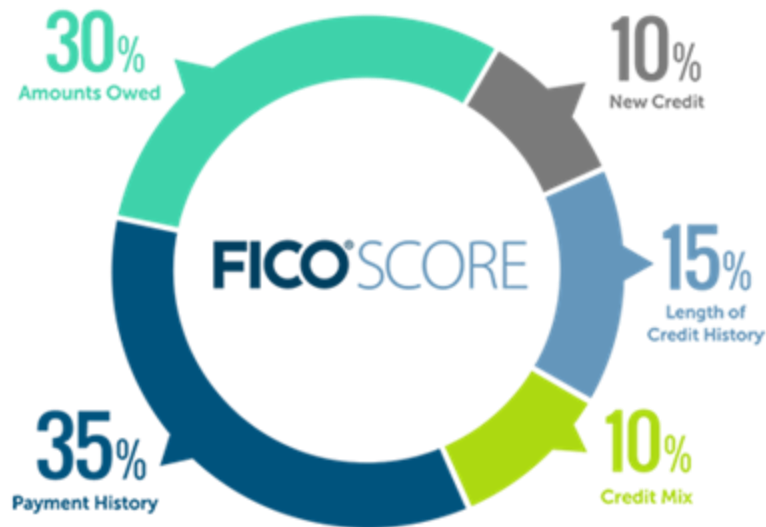 30%
Amounts Owed
10%
New Credit
FICO® SCORE
15%
Length of
Credit History
35%
Payment History
10%
Credit Mix